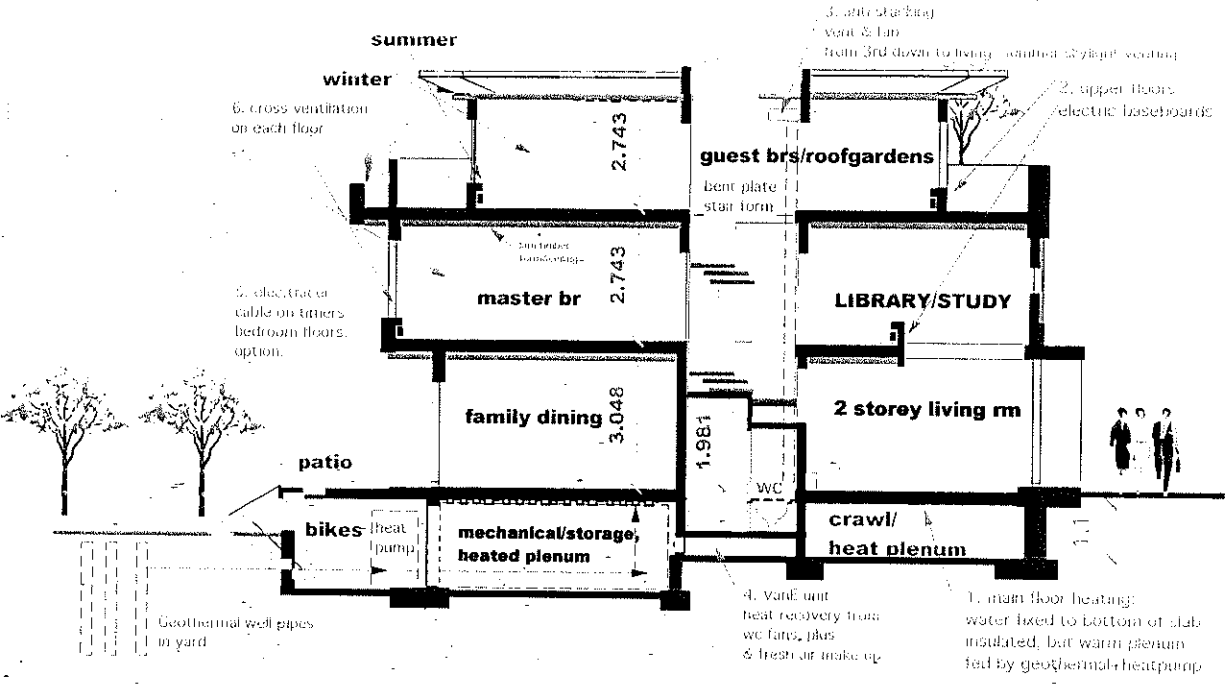 3. anti stacking
vent & fan
from 3rd down to living. summer skylight venting
summer
winter
6. cross ventilation
on each floor
2. upper floors
electric baseboards
2.743
guest brs/roofgardens
bent plate
stair form
2.743
master br
LIBRARY/STUDY
cable on timers
bedroom floors.
option.
family dining
3.048
1.981
2 storey living rm
patio
wc
bikes
heat
pump
mechanical/storage,
heated plenum
crawl/
heat plenum
1.1
Geothermal well pipes
in yard
4. VanE unit
heat recovery from
wc fans, plus
& fresh air make up
1. main floor heating:
water fixed to bottom of slab
insulated, but warm plenum
fed by geothermal+heatpump